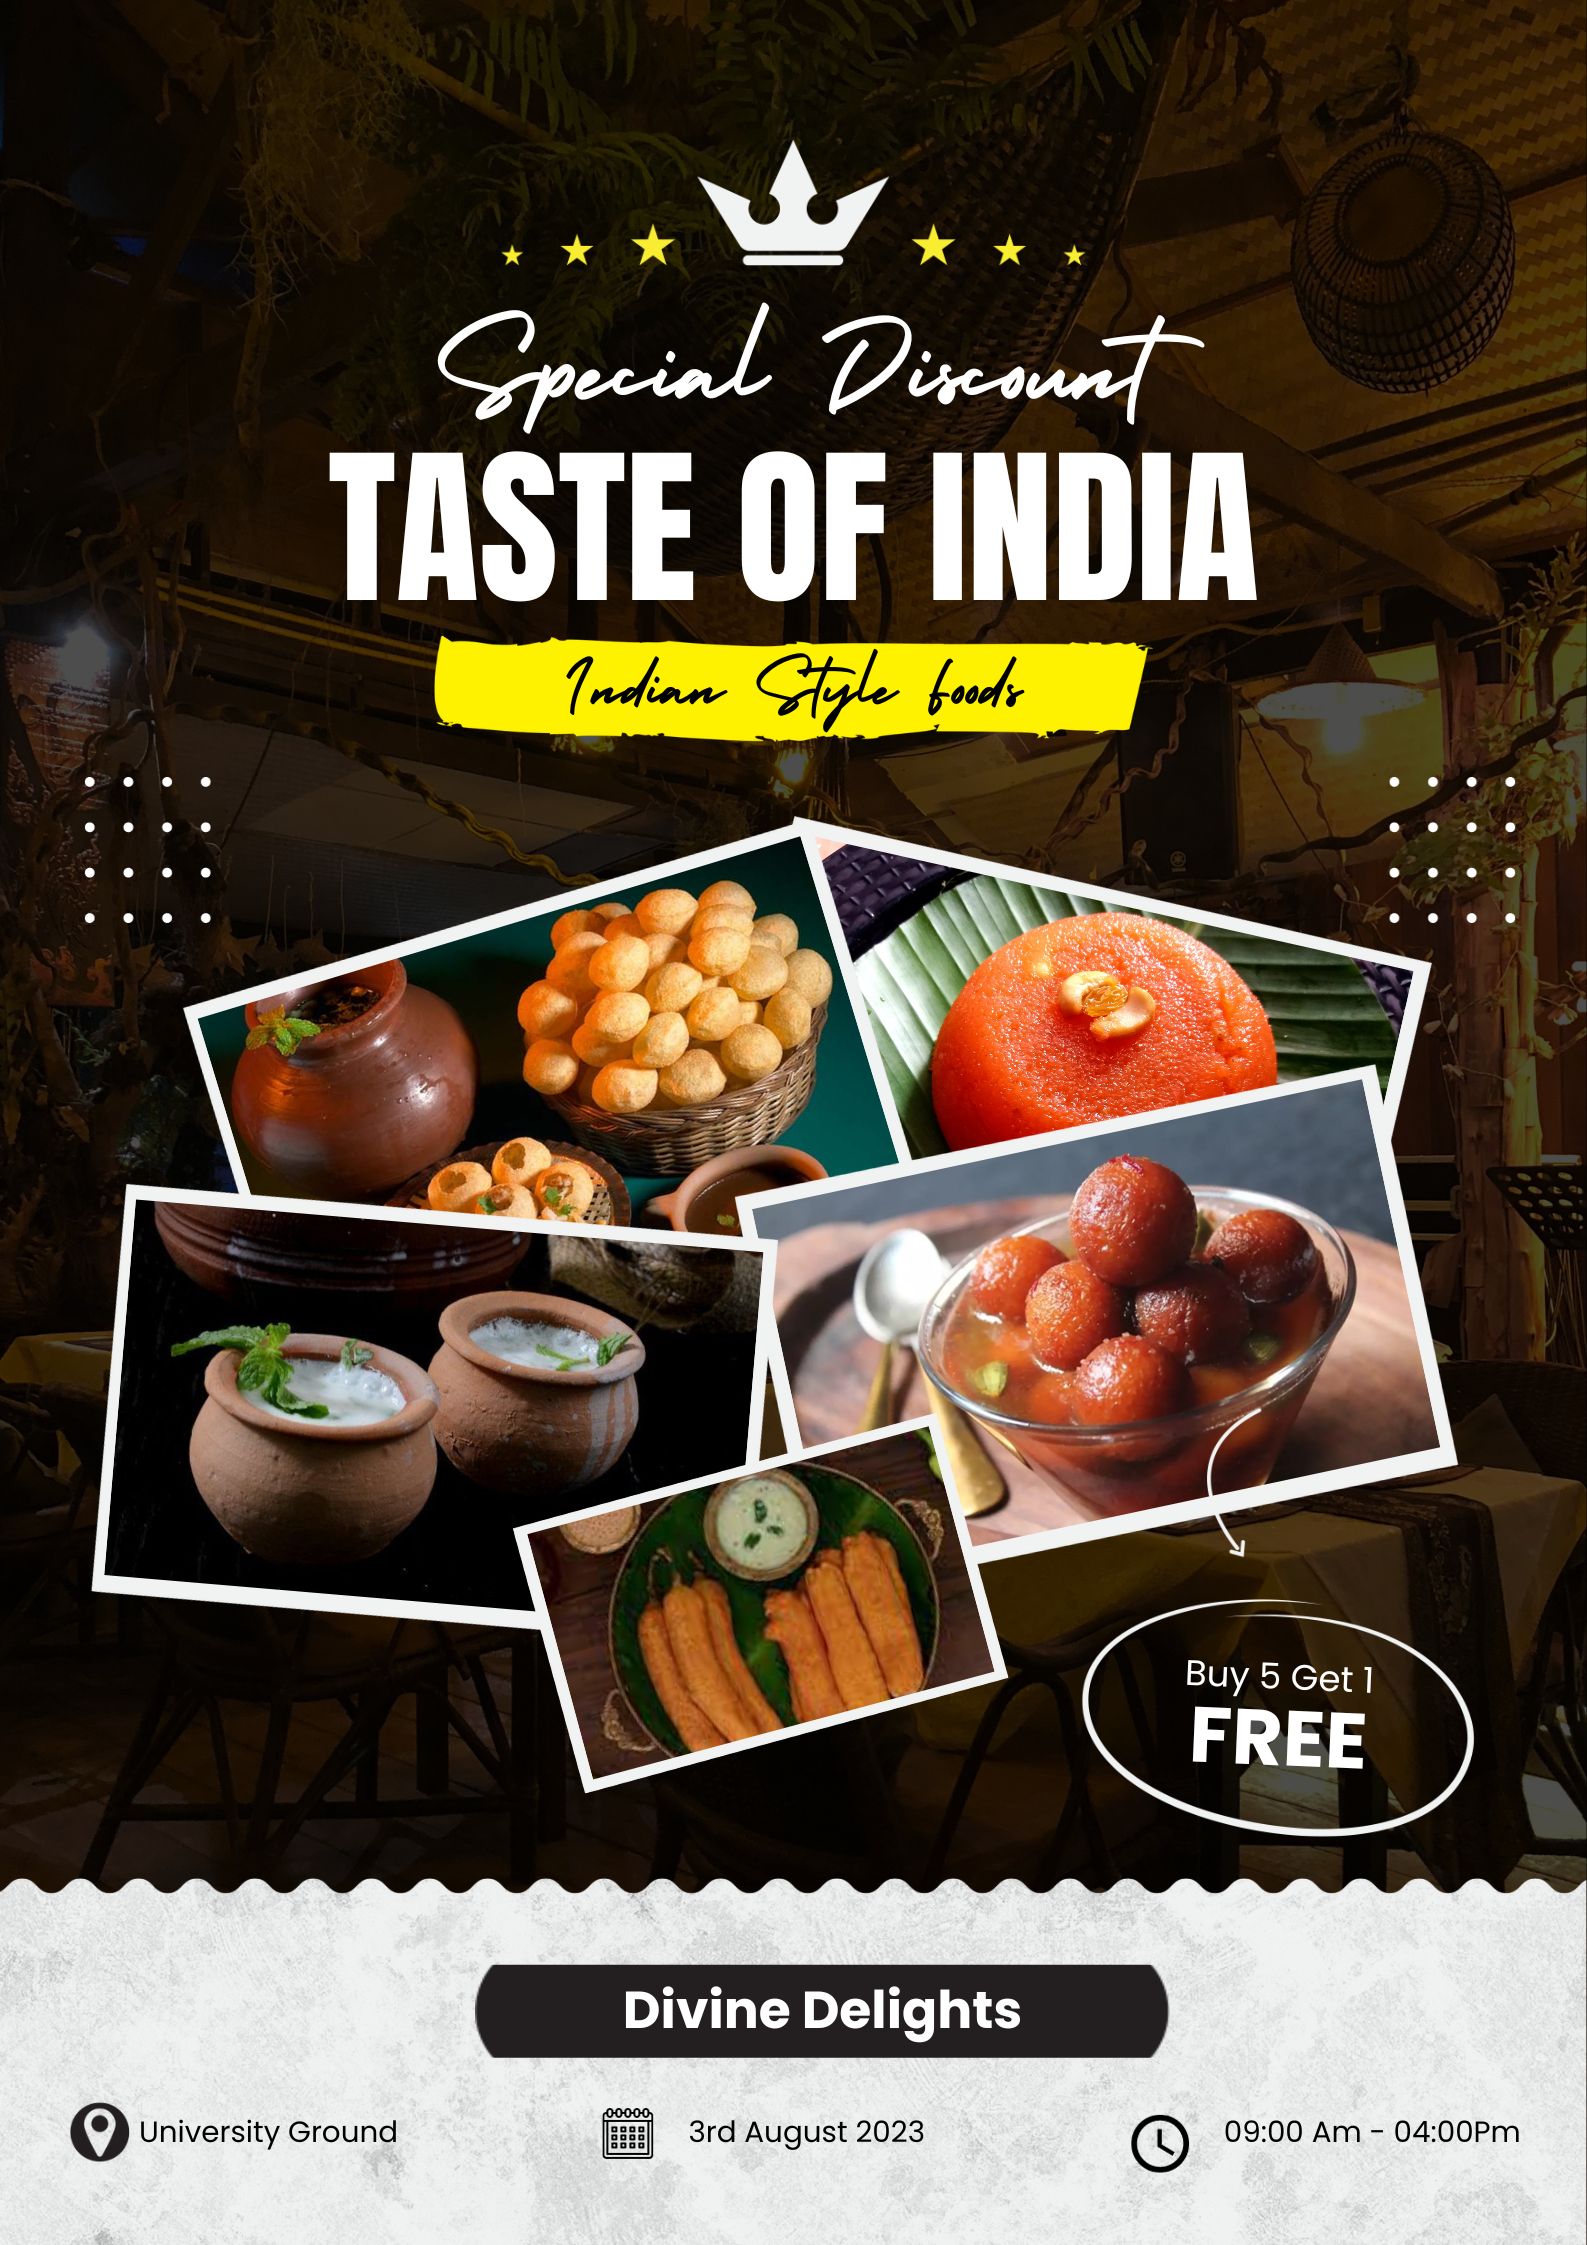 Special Discount
TASTE OF INDIA
Indian Style foods
Buy 5 Get 1
FREE
Divine Delights
University Ground
3rd August 2023
09:00 Am - 04:00Pm